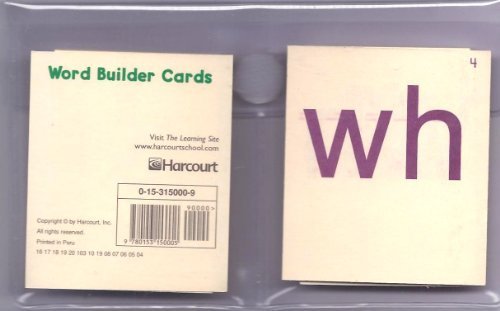 Word Builder Cards
Visit The Learning Site
www.harcourtschool.com
Harcourt
0-15-315000-9
90000>
9 780153 150005
Copyright © by Harcourt, Inc.
All rights reserved.
Printed in Peru
16 17 18 19 20 163 10 19 08 07 06 05 04
4
wh